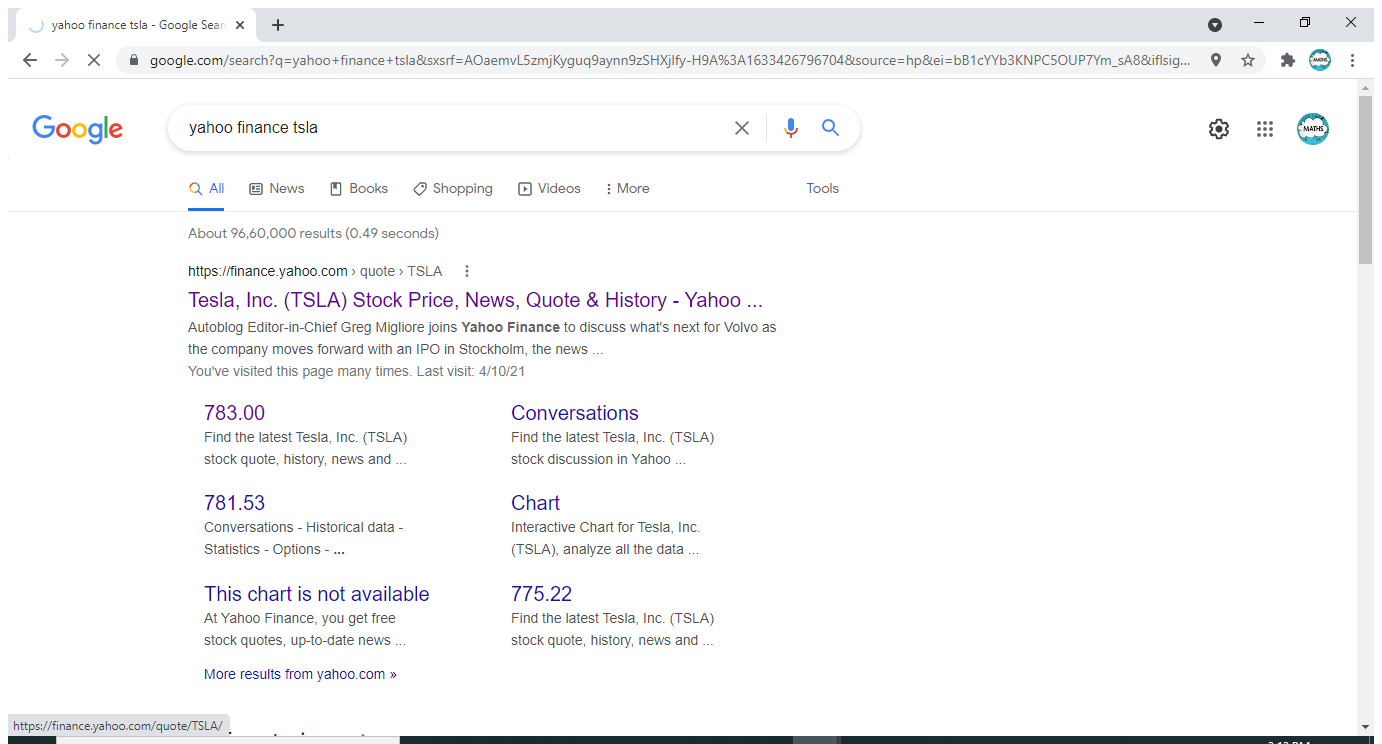 yahoo finance tsla - Google Sear
google.com/search?q=yahoo+finance+tsla&sxsrf=AOaemvL5zmjKyguq9aynn9zSHXjIfy-H9A%3A1633426796704&source=hp&ei=bB1cYYb3KNPC5OUP7Ym_sA8&iflsig...
MATHS
Google
yahoo finance tsla
MATHS
All
News
Books
Shopping
Videos
More
Tools
About 96,60,000 results (0.49 seconds)
https://finance.yahoo.com › quote › TSLA
Tesla, Inc. (TSLA) Stock Price, News, Quote & History - Yahoo ...
Autoblog Editor-in-Chief Greg Migliore joins Yahoo Finance to discuss what's next for Volvo as
the company moves forward with an IPO in Stockholm, the news ...
You've visited this page many times. Last visit: 4/10/21
783.00
Find the latest Tesla, Inc. (TSLA)
stock quote, history, news and ...
Conversations
Find the latest Tesla, Inc. (TSLA)
stock discussion in Yahoo ...
781.53
Conversations - Historical data -
Statistics - Options - ...
Chart
Interactive Chart for Tesla, Inc.
(TSLA), analyze all the data ...
This chart is not available
At Yahoo Finance, you get free
stock quotes, up-to-date news ...
775.22
Find the latest Tesla, Inc. (TSLA)
stock quote, history, news and ...
More results from yahoo.com »
https://finance.yahoo.com/quote/TSLA/